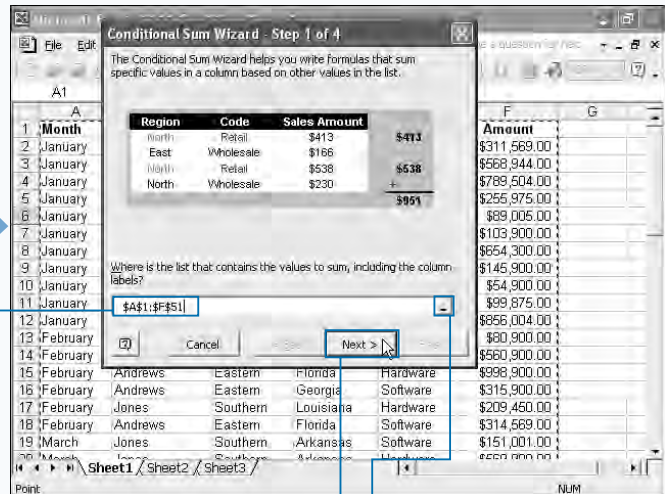 Conditional Sum Wizard - Step 1 of 4
File Edit
The Conditional Sum Wizard helps you write formulas that sum
specific values in a column based on other values in the list.
A1
Region Code Sales Amount
North Retail $413 $413
East Wholesale $166
North Retail $538 $538
North Wholesale $230 +
$951
Where is the list that contains the values to sum, including the column
labels?
$A$1:$F$51
Cancel Next >
A F G
1 Month Amount
2 January $311,569.00
3 January $568,944.00
4 January $789,504.00
5 January $255,975.00
6 January $89,005.00
7 January $103,900.00
8 January $654,300.00
9 January $145,900.00
10 January $54,900.00
11 January $99,875.00
12 January $856,004.00
13 February $80,900.00
14 February $560,900.00
15 February Andrews Eastern Florida Hardware $998,900.00
16 February Andrews Eastern Georgia Software $315,900.00
17 February Jones Southern Louisiana Hardware $209,450.00
18 February Andrews Eastern Florida Software $314,569.00
19 March Jones Southern Arkansas Software $151,001.00
Sheet1 Sheet2 Sheet3
Point NUM